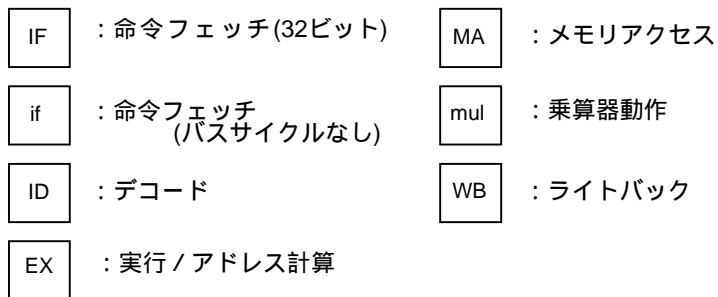 IF : 命令フェッチ(32ビット)
MA : メモリアクセス
if : 命令フェッチ
(バスサイクルなし)
mul : 乗算器動作
ID : デコード
WB : ライトバック
EX : 実行 / アドレス計算